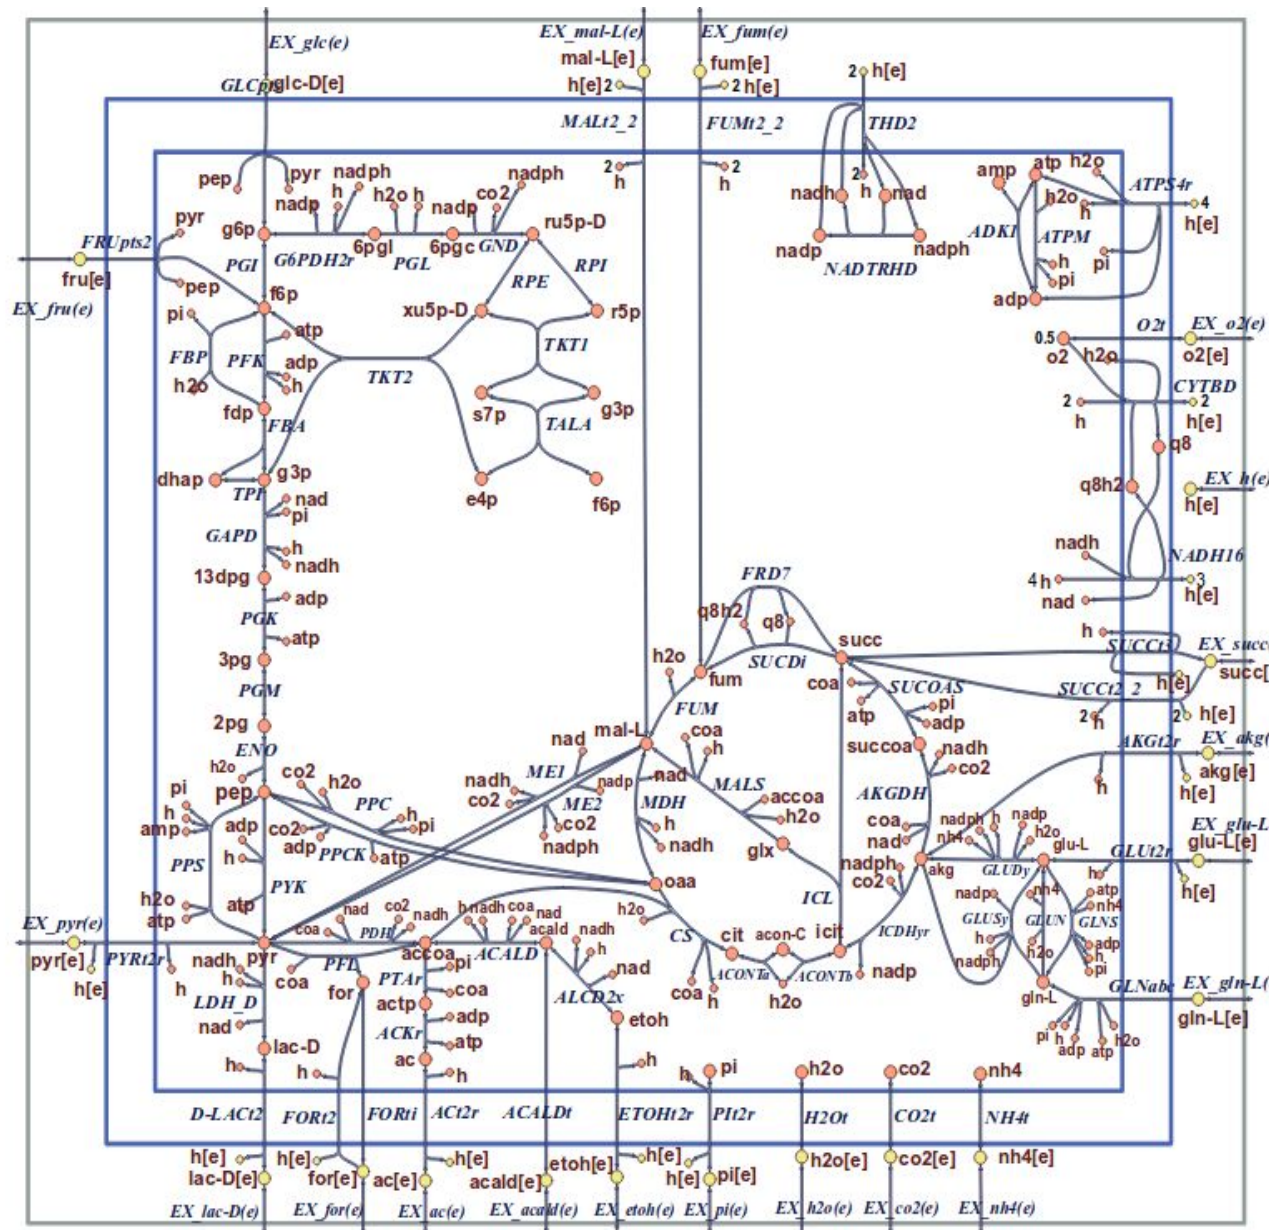 EX_glc(e)
EX_mal-L(e)
EX_fum(e)
mal-L[e]
fum[e]
glc-D[e]
h[e] 2
2 h[e]
2 h[e]
MALt2_2
FUMt2_2
THD2
pep
pyr
nadph
h
nadp
h2o
h
co2
nadp
nadph
2
h
2
h
2
h
nadh
nad
amp
atp
h2o
ATPS4r
h2o
h
4
h[e]
ADK1
ATPM
pi
h
pi
adp
g6p
G6PDH2r
6pgl
PGL
6pgc
GND
ru5p-D
nadp
NADTRHD
nadph
FRUpts2
pyr
fru[e]
pep
EX_fru(e)
PGI
RPE
RPI
f6p
xu5p-D
r5p
pi
atp
FBP
PFK
adp
h
h2o
TKT2
TKT1
fdp
FBA
s7p
g3p
TALA
dhap
g3p
TPI
e4p
f6p
0.5
o2
O2t
EX_o2(e)
o2[e]
h2o
CYTBD
2
h
2
h[e]
q8
q8h2
EX_h(e)
h[e]
nad
pi
GAPD
h
nadh
nadh
NADH16
4 h
3
h[e]
nad
13dpg
adp
PGK
atp
FRD7
q8h2
q8
SUCDi
h
SUCCt3
succ
h[e]
SUCCt2_2
2
h
2
h[e]
3pg
PGM
2pg
ENO
h2o
pep
h2o
fum
FUM
coa
atp
SUCOAS
pi
adp
succoa
nadh
co2
AKGDH
coa
nad
AKGt2r
h
akg[e]
h[e]
mal-L
nad
ME1
nadh
co2
ME2
nadp
co2
nadph
nad
MDH
h
nadh
coa
h
MALS
accoa
h2o
glx
ICL
co2
h2o
PPC
h
pi
co2
adp
PPCK
atp
pi
h
amp
PPS
h2o
atp
adp
h
PYK
atp
oaa
h2o
CS
coa
h
cit
acon-C
icit
ACONTa
ACONTb
h2o
ICDHyr
nadph
co2
nadp
akg
nadph
h
nh4
nadp
h2o
GLUDy
glu-L
GLUt2r
h
glu-L[e]
h[e]
nadp
GLUSy
h
nadph
nh4
GLUN
h2o
atp
nh4
GLNS
adp
h
pi
gln-L
GLNabc
gln-L[e]
pi
h
adp
atp
h2o
EX_pyr(e)
pyr[e]
h[e]
PYRt2r
h
pyr
coa
nad
PDH
co2
nadh
accoa
PFL
coa
for
h
nadh
coa
nad
ACALD
acald
nadh
h
ALCD2x
nad
etoh
nadh
h
LDH_D
nad
lac-D
h
PTAr
pi
coa
actp
ACKr
adp
atp
ac
h
h
h
h
pi
h2o
co2
nh4
D-LACt2
FORt2
FORti
ACt2r
ACALDt
ETOHt2r
PIt2r
H2Ot
CO2t
NH4t
h[e]
lac-D[e]
h[e]
for[e]
h[e]
ac[e]
acald[e]
etoh[e]
h[e]
h[e]
pi[e]
h2o[e]
co2[e]
nh4[e]
EX_lac-D(e)
EX_for(e)
EX_ac(e)
EX_acald(e)
EX_etoh(e)
EX_pi(e)
EX_h2o(e)
EX_co2(e)
EX_nh4(e)